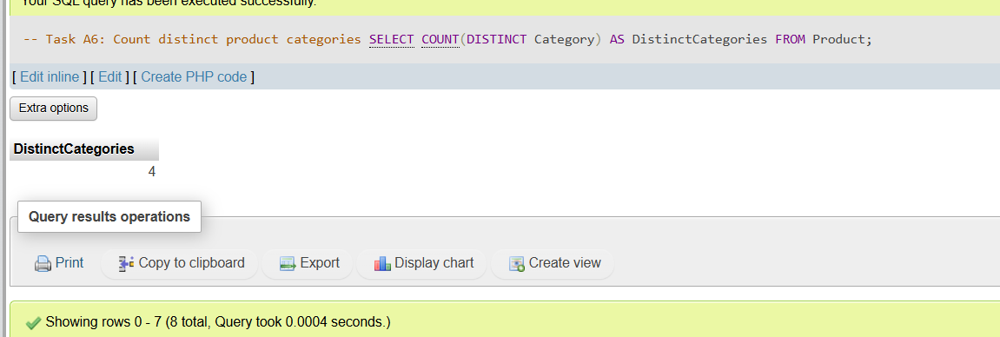 Your SQL query has been executed successfully.
-- Task A6: Count distinct product categories SELECT COUNT(DISTINCT Category) AS DistinctCategories FROM Product;
[ Edit inline ] [ Edit ] [ Create PHP code ]
Extra options
DistinctCategories
4
Query results operations
Print Copy to clipboard Export Display chart Create view
Showing rows 0 - 7 (8 total, Query took 0.0004 seconds.)